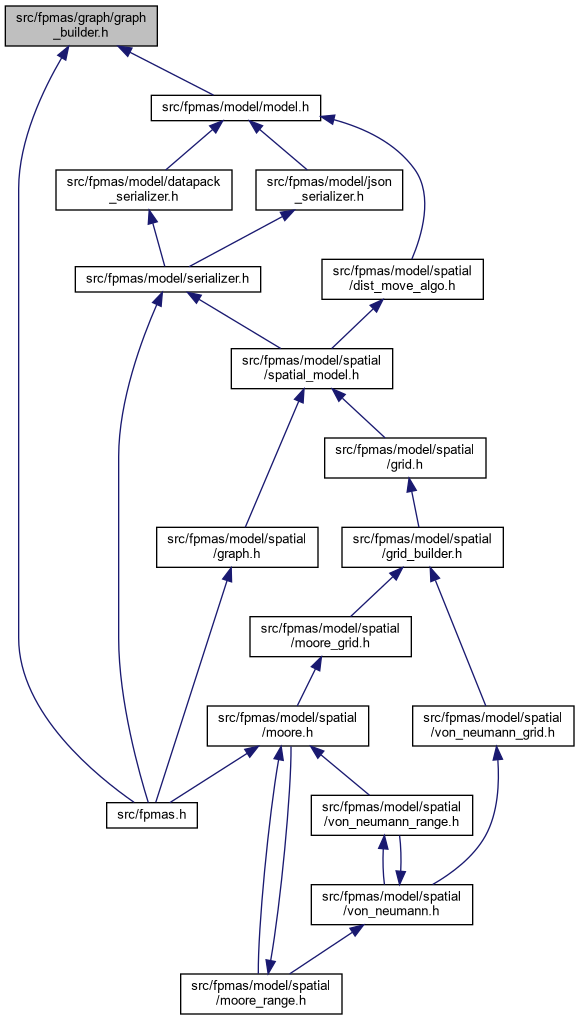 src/fpmas/graph/graph
_builder.h
src/fpmas/model/model.h
src/fpmas/model/datapack
_serializer.h
src/fpmas/model/json
_serializer.h
src/fpmas/model/serializer.h
src/fpmas/model/spatial
/dist_move_algo.h
src/fpmas/model/spatial
/spatial_model.h
src/fpmas/model/spatial
/grid.h
src/fpmas/model/spatial
/graph.h
src/fpmas/model/spatial
/grid_builder.h
src/fpmas/model/spatial
/moore_grid.h
src/fpmas/model/spatial
/moore.h
src/fpmas/model/spatial
/von_neumann_grid.h
src/fpmas.h
src/fpmas/model/spatial
/von_neumann_range.h
src/fpmas/model/spatial
/von_neumann.h
src/fpmas/model/spatial
/moore_range.h